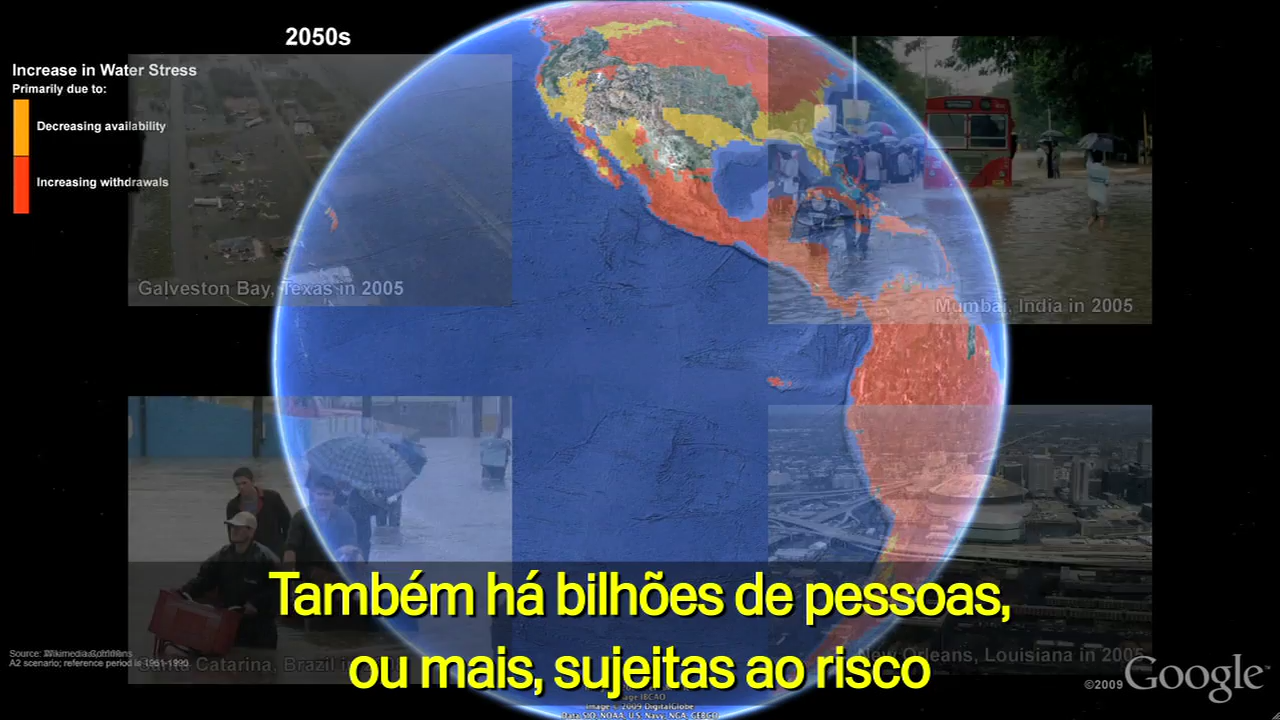 2050s
Increase in Water Stress
Primarily due to:
Decreasing availability
Increasing withdrawals
Galveston Bay, Texas in 2005
Mumbai, India in 2005
Também há bilhões de pessoas,
ou mais, sujeitas ao risco
Source:
A2 scenario; reference period is 1961-1990
Catarina, Brazil in
New Orleans, Louisiana in 2005
©2009 Google
Image IBCAO
Image © 2009 DigitalGlobe
Data SIO, NOAA, U.S. Navy, NGA, GEBCO